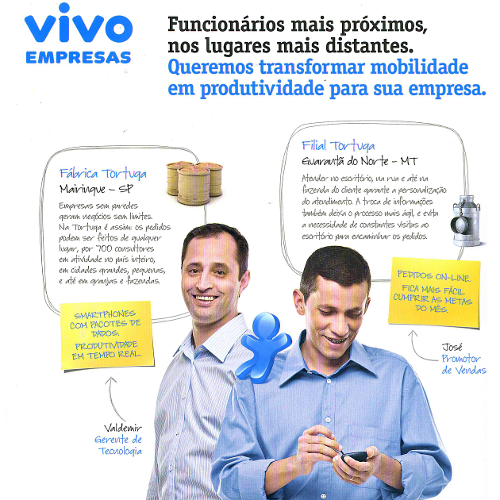 vivo
EMPRESAS
Funcionários mais próximos,
nos lugares mais distantes.
Queremos transformar mobilidade
em produtividade para sua empresa.
Fábrica Tortuga
Mairinque – SP
Empresas sem paredes
geram negócios sem limites.
Na Tortuga é assim: os pedidos
podem ser feitos de qualquer
lugar, por 700 consultores
em atividade no país inteiro,
em cidades grandes, pequenas,
e até em granjas e fazendas.
Filial Tortuga
Guarantã do Norte – MT
Atender no escritório, na rua e até na
fazenda do cliente garante a personalização
do atendimento. A troca de informações
também deixa o processo mais ágil, e evita
a necessidade de constantes visitas ao
escritório para encaminhar os pedidos.
SMARTPHONES
COM PACOTES DE
DADOS.
PRODUTIVIDADE
EM TEMPO REAL.
PEDIDOS ON-LINE.
FICA MAIS FÁCIL
CUMPRIR AS METAS
DO MÊS.
José
Promotor
de Vendas
Valdemir
Gerente de
Tecnologia